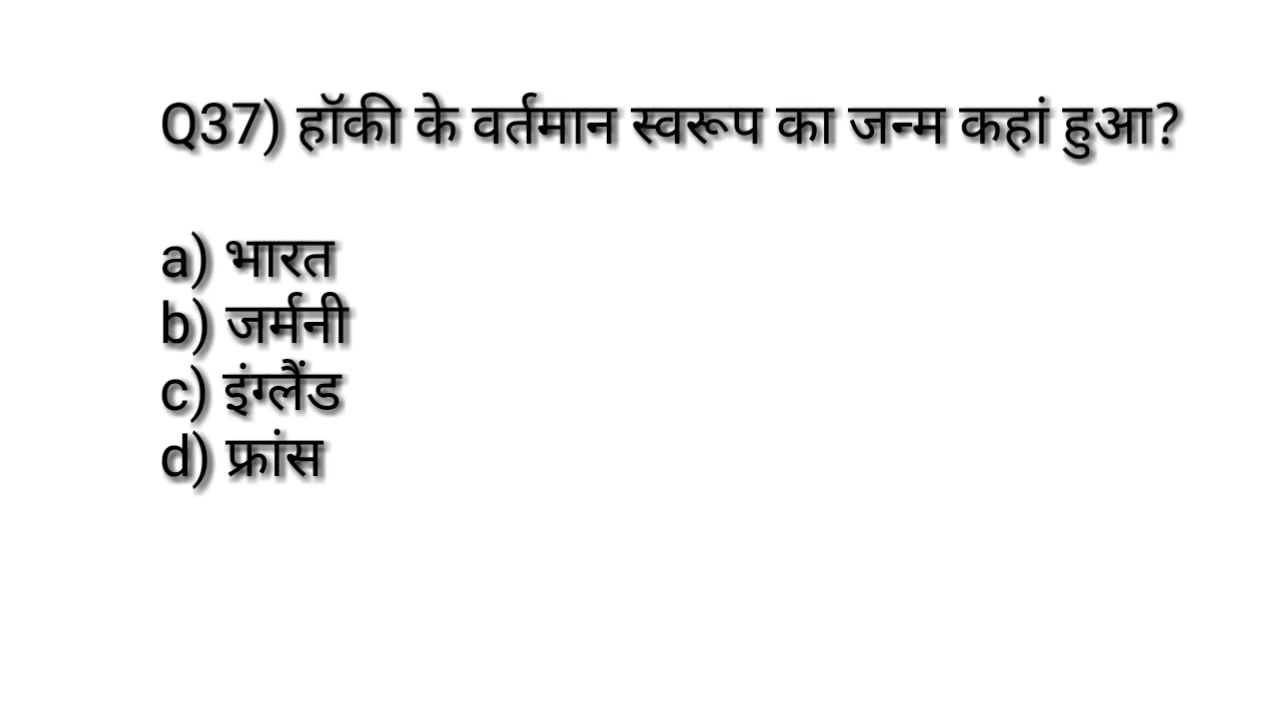 Q37) हॉकी के वर्तमान स्वरूप का जन्म कहां हुआ?
a) भारत
b) जर्मनी
c) इंग्लैंड
d) फ्रांस